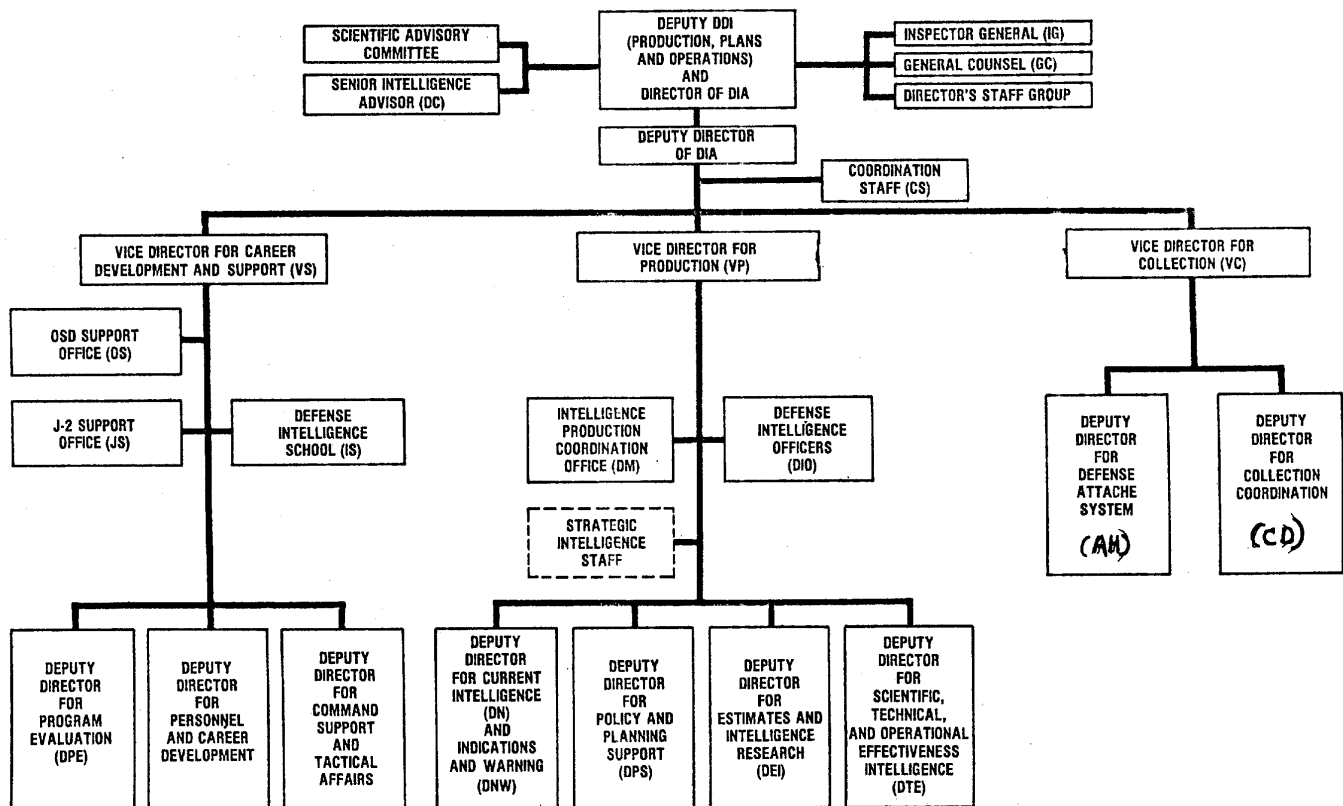 DEPUTY DDI
(PRODUCTION, PLANS
AND OPERATIONS)
AND
DIRECTOR OF DIA
SCIENTIFIC ADVISORY
COMMITTEE
SENIOR INTELLIGENCE
ADVISOR (DC)
INSPECTOR GENERAL (IG)
GENERAL COUNSEL (GC)
DIRECTOR'S STAFF GROUP
DEPUTY DIRECTOR
OF DIA
COORDINATION
STAFF (CS)
VICE DIRECTOR FOR CAREER
DEVELOPMENT AND SUPPORT (VS)
VICE DIRECTOR FOR
PRODUCTION (VP)
VICE DIRECTOR FOR
COLLECTION (VC)
OSD SUPPORT
OFFICE (OS)
J-2 SUPPORT
OFFICE (JS)
DEFENSE
INTELLIGENCE
SCHOOL (IS)
INTELLIGENCE
PRODUCTION
COORDINATION
OFFICE (DM)
DEFENSE
INTELLIGENCE
OFFICERS
(DIO)
STRATEGIC
INTELLIGENCE
STAFF
DEPUTY
DIRECTOR
FOR
DEFENSE
ATTACHE
SYSTEM
(AH)
DEPUTY
DIRECTOR
FOR
COLLECTION
COORDINATION
(CD)
DEPUTY
DIRECTOR
FOR
PROGRAM
EVALUATION
(DPE)
DEPUTY
DIRECTOR
FOR
PERSONNEL
AND CAREER
DEVELOPMENT
DEPUTY
DIRECTOR
FOR
COMMAND
SUPPORT
AND
TACTICAL
AFFAIRS
DEPUTY
DIRECTOR
FOR CURRENT
INTELLIGENCE
(DN)
AND
INDICATIONS
AND WARNING
(DNW)
DEPUTY
DIRECTOR
FOR
POLICY AND
PLANNING
SUPPORT
(DPS)
DEPUTY
DIRECTOR
FOR
ESTIMATES AND
INTELLIGENCE
RESEARCH
(DEI)
DEPUTY
DIRECTOR
FOR
SCIENTIFIC,
TECHNICAL,
AND OPERATIONAL
EFFECTIVENESS
INTELLIGENCE
(DTE)